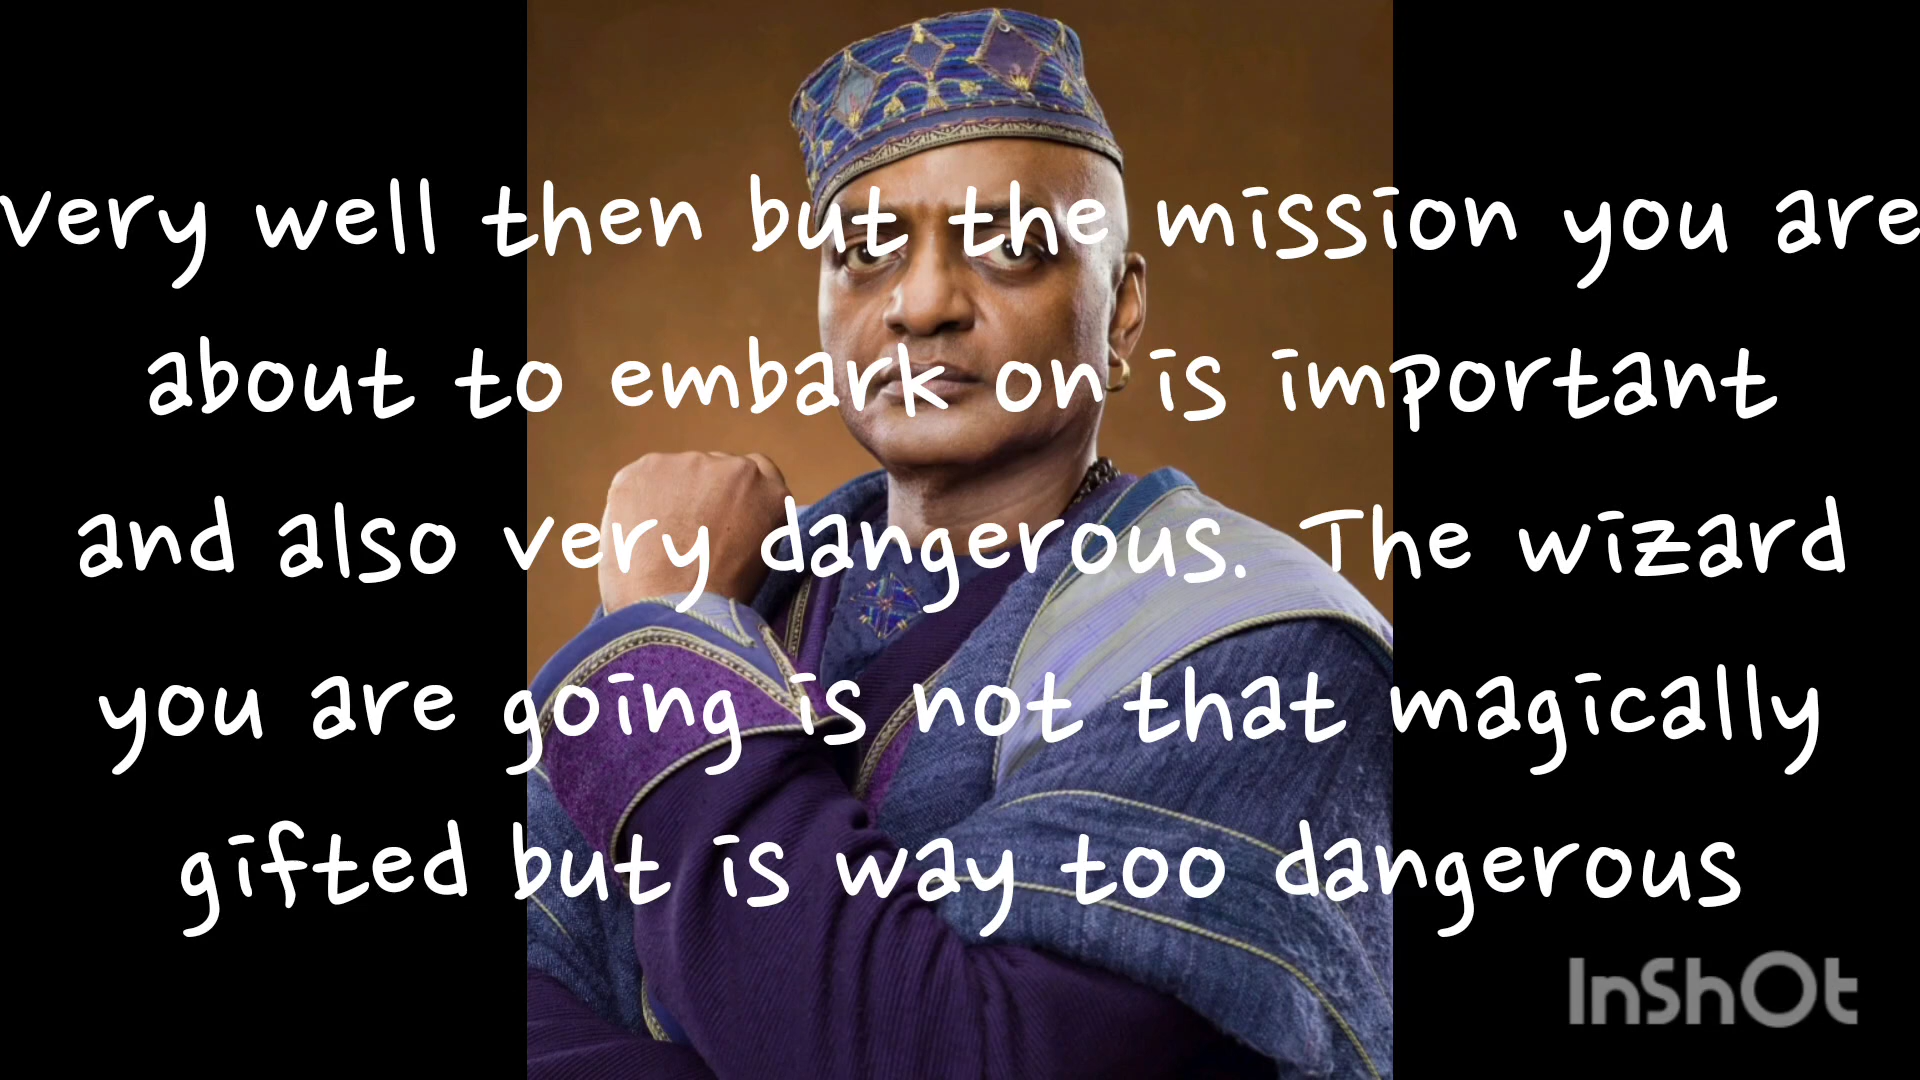 very well then but the mission you are
about to embark on is important
and also very dangerous. The wizard
you are going is not that magically
gifted but is way too dangerous
InShOt